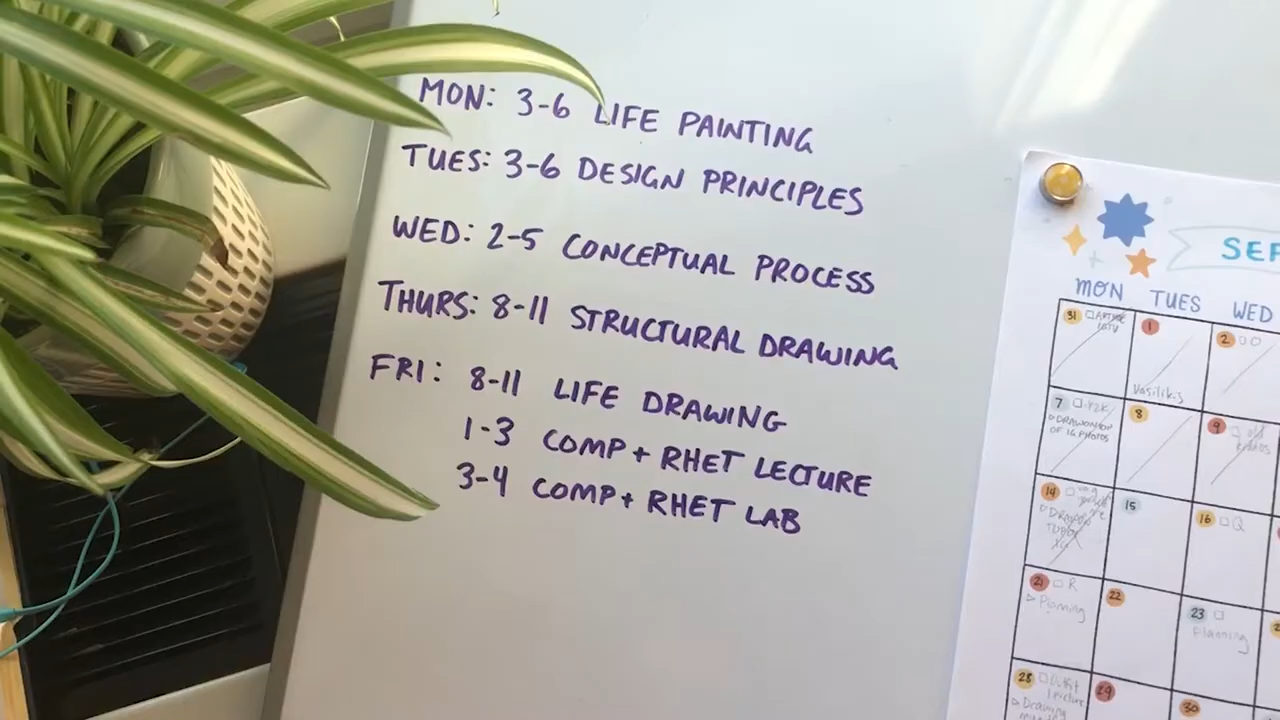 MON: 3-6 LIFE PAINTING
TUES: 3-6 DESIGN PRINCIPLES
WED: 2-5 CONCEPTUAL PROCESS
THURS: 8-11 STRUCTURAL DRAWING
FRI: 8-11 LIFE DRAWING
1-3 COMP + RHET LECTURE
3-4 COMP + RHET LAB
SEP
MON TUES WED
31 1 2
7 8 9
14 15 16 Q
21 R 22 23
Planning Planning
28 29 30
Drawing